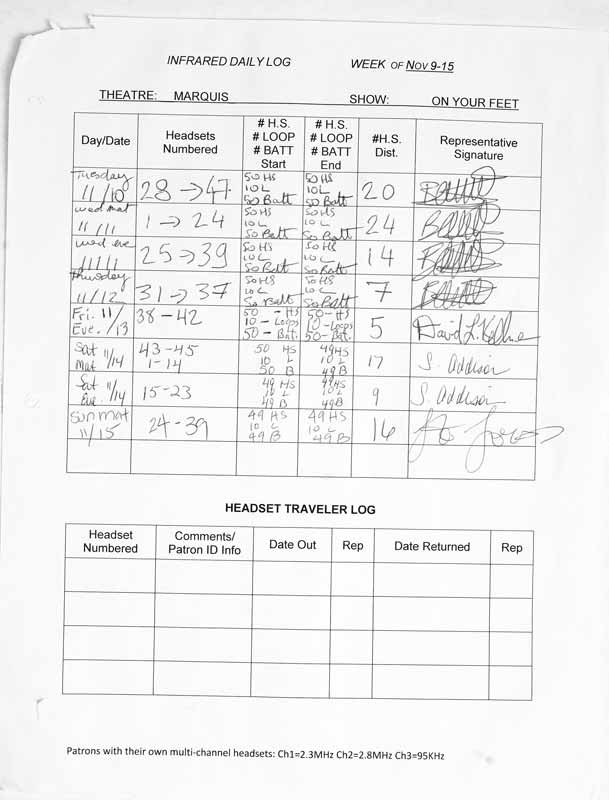 INFRARED DAILY LOG WEEK OF NOV 9-15
THEATRE: MARQUIS SHOW: ON YOUR FEET
Day/Date Headsets Numbered # H.S. # LOOP # BATT Start # H.S. # LOOP # BATT End #H.S. Dist. Representative Signature
Tuesday 11/10 28 → 47 50 HS 10 L 50 Batt 50 HS 10 L 50 Batt 20
wed mat 11/11 1 → 24 50 HS 10 L 50 Batt 50 HS 10 L 50 Batt 24
wed eve 11/11 25 → 39 50 HS 10 L 50 Batt 50 HS 10 L 50 Batt 14
Thursday 11/12 31 → 37 50 HS 10 L 50 Batt 50 HS 10 L 50 Batt 7
Fri. 11/ Eve. /13 38 - 42 50 - HS 10 - Loops 50 - Bat. 50 - HS 10 - Loops 50 - Bat. 5 David L.
Sat 11/14 Mat 43-45 1-14 50 HS 10 L 50 B 49 HS 10 L 49 B 17 S. Addison
Sat 11/14 Eve. 15-23 49 HS 10 L 49 B 49 HS 10 L 49 B 9 S. Addison
Sun mat 11/15 24-39 49 HS 10 L 49 B 49 HS 10 L 49 B 16
HEADSET TRAVELER LOG
Headset Numbered Comments/ Patron ID Info Date Out Rep Date Returned Rep
Patrons with their own multi-channel headsets: Ch1=2.3MHz Ch2=2.8MHz Ch3=95KHz